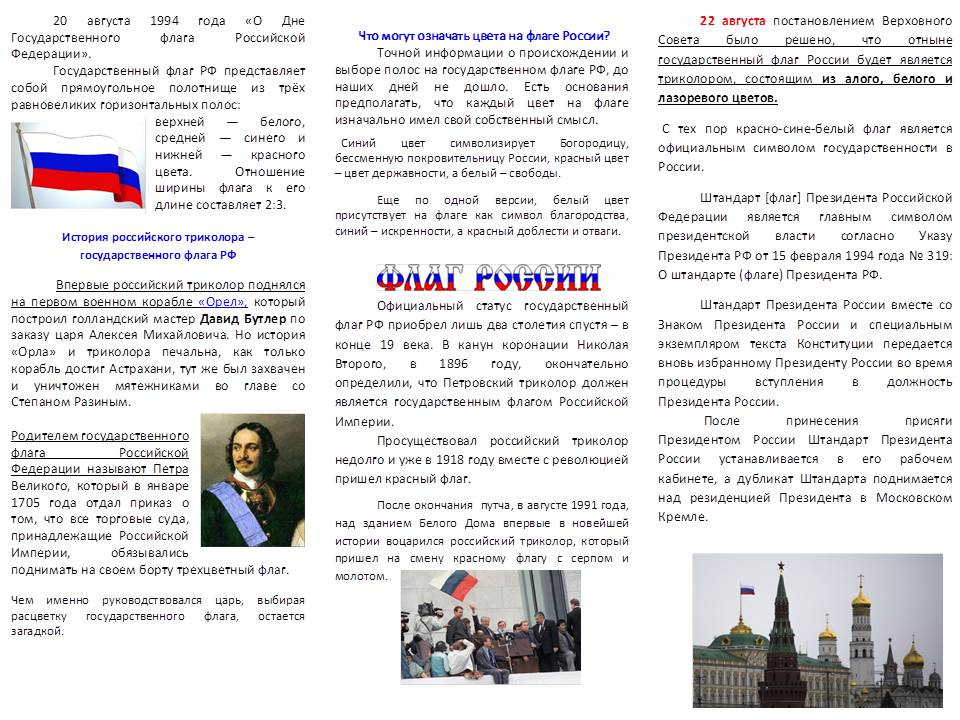 20 августа 1994 года «О Дне
Государственного флага Российской
Федерации».
Государственный флаг РФ представляет
собой прямоугольное полотнище из трёх
равновеликих горизонтальных полос:
верхней — белого,
средней — синего и
нижней — красного
цвета. Отношение
ширины флага к его
длине составляет 2:3.
История российского триколора –
государственного флага РФ
Впервые российский триколор поднялся
на первом военном корабле «Орел», который
построил голландский мастер Давид Бутлер по
заказу царя Алексея Михайловича. Но история
«Орла» и триколора печальна, как только
корабль достиг Астрахани, тут же был захвачен
и уничтожен мятежниками во главе со
Степаном Разиным.
Родителем государственного
флага Российской
Федерации называют Петра
Великого, который в январе
1705 года отдал приказ о
том, что все торговые суда,
принадлежащие Российской
Империи, обязывались
поднимать на своем борту трехцветный флаг.
Чем именно руководствовался царь, выбирая
расцветку государственного флага, остается
загадкой.
Что могут означать цвета на флаге России?
Точной информации о происхождении и
выборе полос на государственном флаге РФ, до
наших дней не дошло. Есть основания
предполагать, что каждый цвет на флаге
изначально имел свой собственный смысл.
Синий цвет символизирует Богородицу,
бессменную покровительницу России, красный цвет
– цвет державности, а белый – свободы.
Еще по одной версии, белый цвет
присутствует на флаге как символ благородства,
синий – искренности, а красный доблести и отваги.
ФЛАГ РОССИИ
Официальный статус государственный
флаг РФ приобрел лишь два столетия спустя – в
конце 19 века. В канун коронации Николая
Второго, в 1896 году, окончательно
определили, что Петровский триколор должен
является государственным флагом Российской
Империи.
Просуществовал российский триколор
недолго и уже в 1918 году вместе с революцией
пришел красный флаг.
После окончания путча, в августе 1991 года,
над зданием Белого Дома впервые в новейшей
истории воцарился российский триколор, который
пришел на смену красному флагу с серпом и
молотом.
22 августа постановлением Верховного
Совета было решено, что отныне
государственный флаг России будет является
триколором, состоящим из алого, белого и
лазоревого цветов.
С тех пор красно-сине-белый флаг является
официальным символом государственности в
России.
Штандарт [флаг] Президента Российской
Федерации является главным символом
президентской власти согласно Указу
Президента РФ от 15 февраля 1994 года № 319:
О штандарте (флаге) Президента РФ.
Штандарт Президента России вместе со
Знаком Президента России и специальным
экземпляром текста Конституции передается
вновь избранному Президенту России во время
процедуры вступления в должность
Президента России.
После принесения присяги
Президентом России Штандарт Президента
России устанавливается в его рабочем
кабинете, а дубликат Штандарта поднимается
над резиденцией Президента в Московском
Кремле.